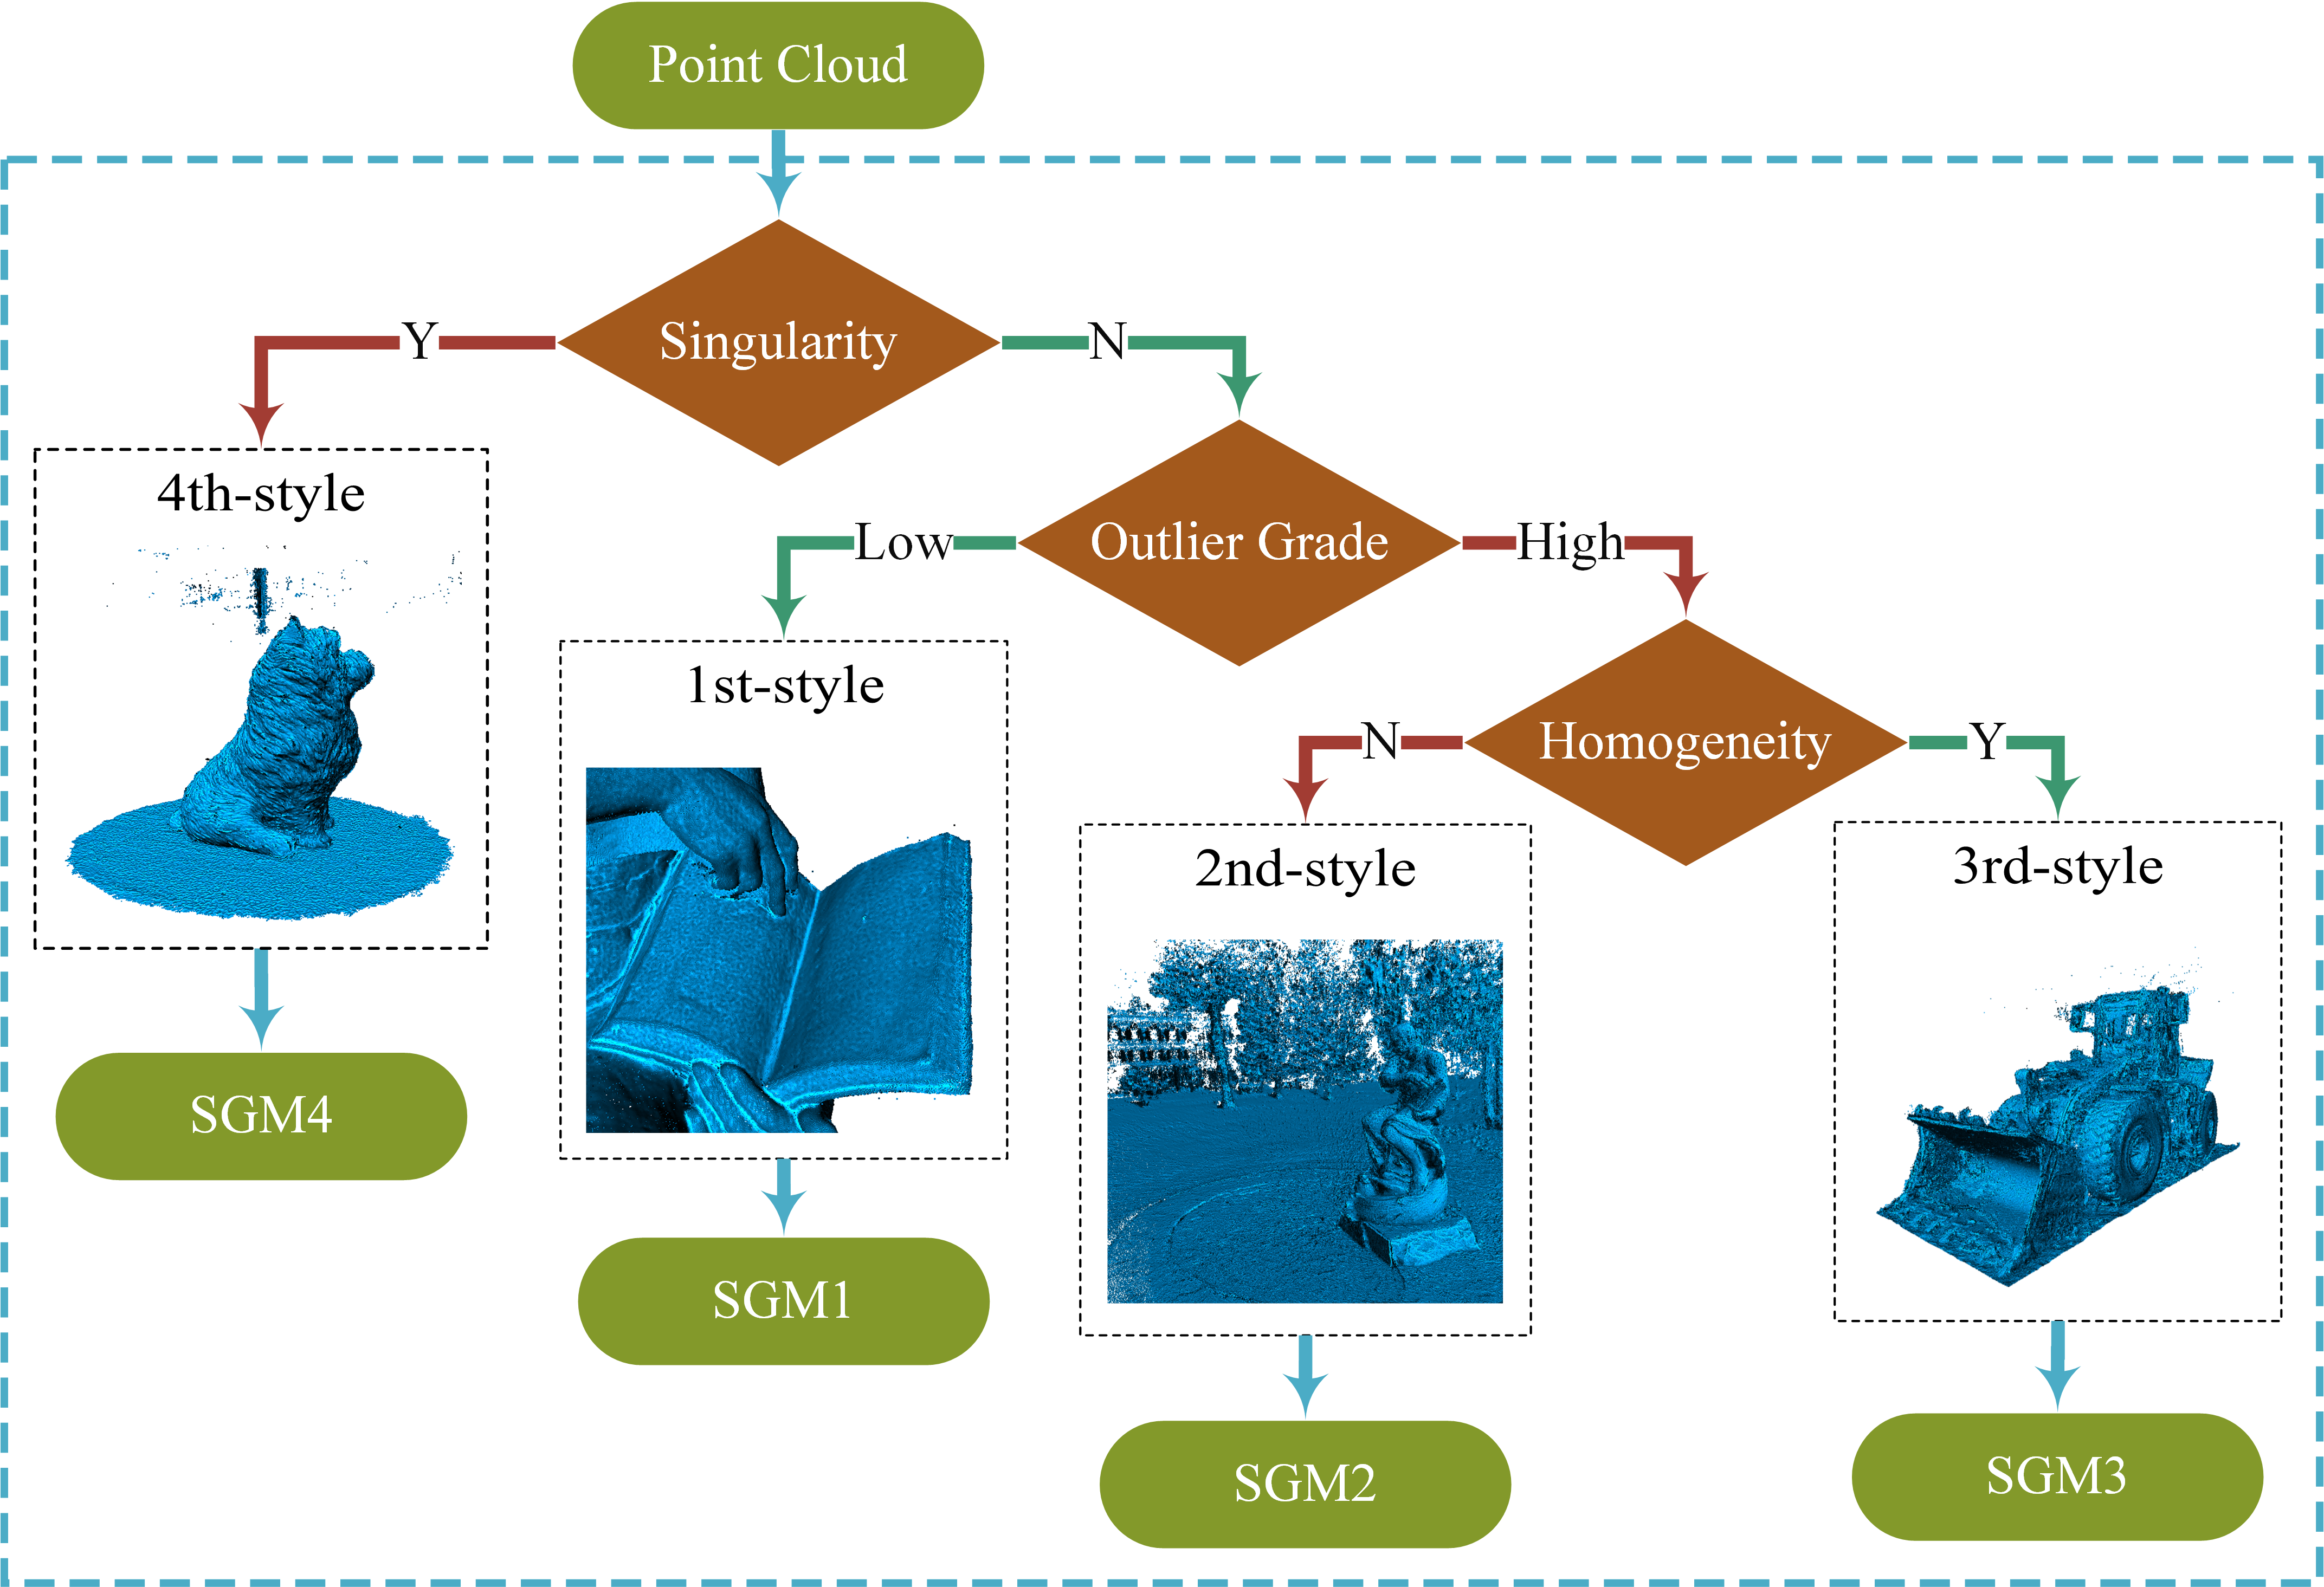 Point Cloud
Singularity
Y
N
4th-style
Outlier Grade
Low
High
1st-style
Homogeneity
N
Y
2nd-style
3rd-style
SGM4
SGM1
SGM2
SGM3